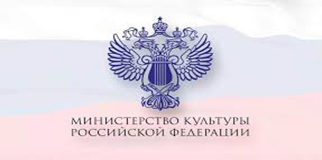 МИНИСТЕРСТВО КУЛЬТУРЫ
РОССИЙСКОЙ ФЕДЕРАЦИИ